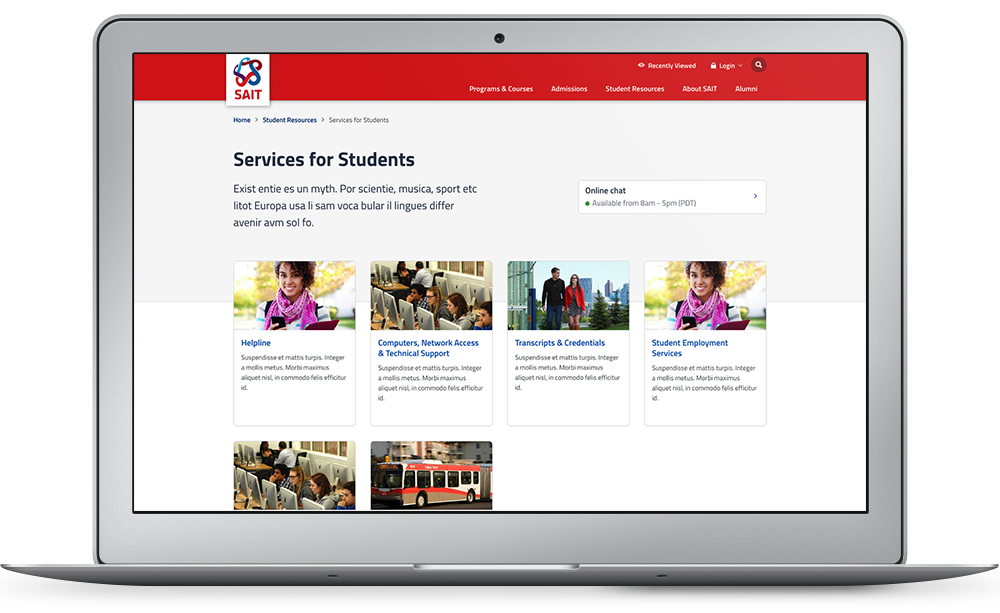 Recently Viewed Login
SAIT
Programs & Courses Admissions Student Resources About SAIT Alumni
Home > Student Resources > Services for Students
Services for Students
Exist entie es un myth. Por scientie, musica, sport etc
litot Europa usa li sam voca bular il lingues differ
avenir avm sol fo.
Online chat
Available from 8am - 5pm (PDT)
Helpline
Suspendisse et mattis turpis. Integer
a mollis metus. Morbi maximus
aliquet nisl, in commodo felis efficitur
id.
Computers, Network Access
& Technical Support
Suspendisse et mattis turpis. Integer
a mollis metus. Morbi maximus
aliquet nisl, in commodo felis efficitur
id.
Transcripts & Credentials
Suspendisse et mattis turpis. Integer
a mollis metus. Morbi maximus
aliquet nisl, in commodo felis efficitur
id.
Student Employment
Services
Suspendisse et mattis turpis. Integer
a mollis metus. Morbi maximus
aliquet nisl, in commodo felis efficitur
id.